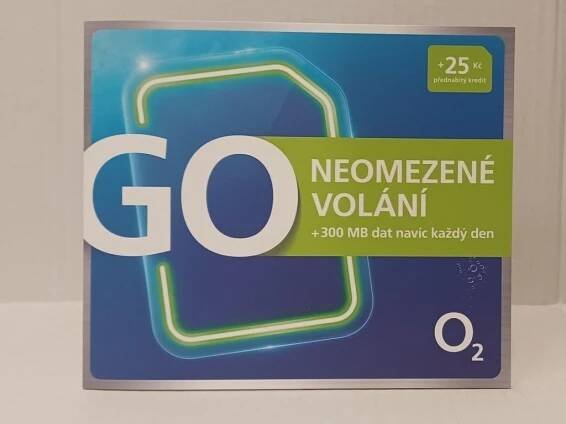 +25 Kč
přednabitý kredit
GO
NEOMEZENÉ
VOLÁNÍ
+300 MB dat navíc každý den
O2